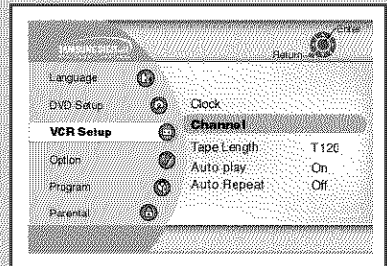 Enter
Return
Language
DVD Setup
Clock
VCR Setup
Channel
Tape Length T120
Option
Auto play On
Program
Auto Repeat Off
Parental